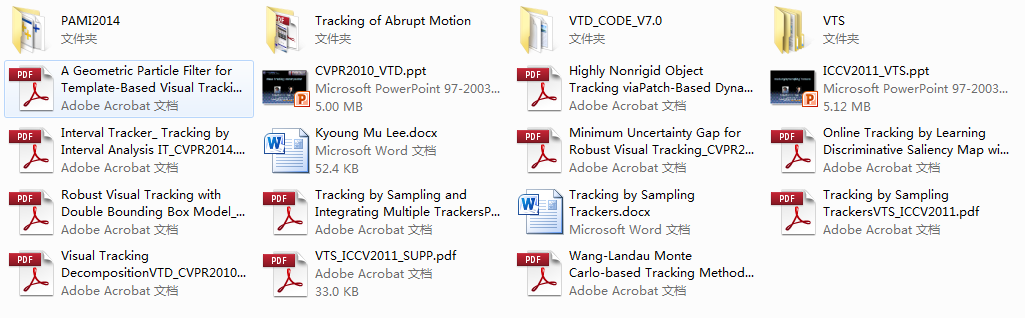 PAMI2014
文件夹
Tracking of Abrupt Motion
文件夹
VTD_CODE_V7.0
文件夹
VTS
文件夹
PDF
A Geometric Particle Filter for
Template-Based Visual Tracki...
Adobe Acrobat 文档
CVPR2010_VTD.ppt
Microsoft PowerPoint 97-2003...
5.00 MB
PDF
Highly Nonrigid Object
Tracking viaPatch-Based Dyna...
Adobe Acrobat 文档
ICCV2011_VTS.ppt
Microsoft PowerPoint 97-2003...
5.12 MB
PDF
Interval Tracker_ Tracking by
Interval Analysis IT_CVPR2014....
Adobe Acrobat 文档
Kyoung Mu Lee.docx
Microsoft Word 文档
52.4 KB
PDF
Minimum Uncertainty Gap for
Robust Visual Tracking_CVPR2...
Adobe Acrobat 文档
PDF
Online Tracking by Learning
Discriminative Saliency Map wi...
Adobe Acrobat 文档
PDF
Robust Visual Tracking with
Double Bounding Box Model_...
Adobe Acrobat 文档
PDF
Tracking by Sampling and
Integrating Multiple TrackersP...
Adobe Acrobat 文档
Tracking by Sampling
Trackers.docx
Microsoft Word 文档
PDF
Tracking by Sampling
TrackersVTS_ICCV2011.pdf
Adobe Acrobat 文档
PDF
Visual Tracking
DecompositionVTD_CVPR2010...
Adobe Acrobat 文档
PDF
VTS_ICCV2011_SUPP.pdf
33.0 KB
PDF
Wang-Landau Monte
Carlo-based Tracking Method...
Adobe Acrobat 文档